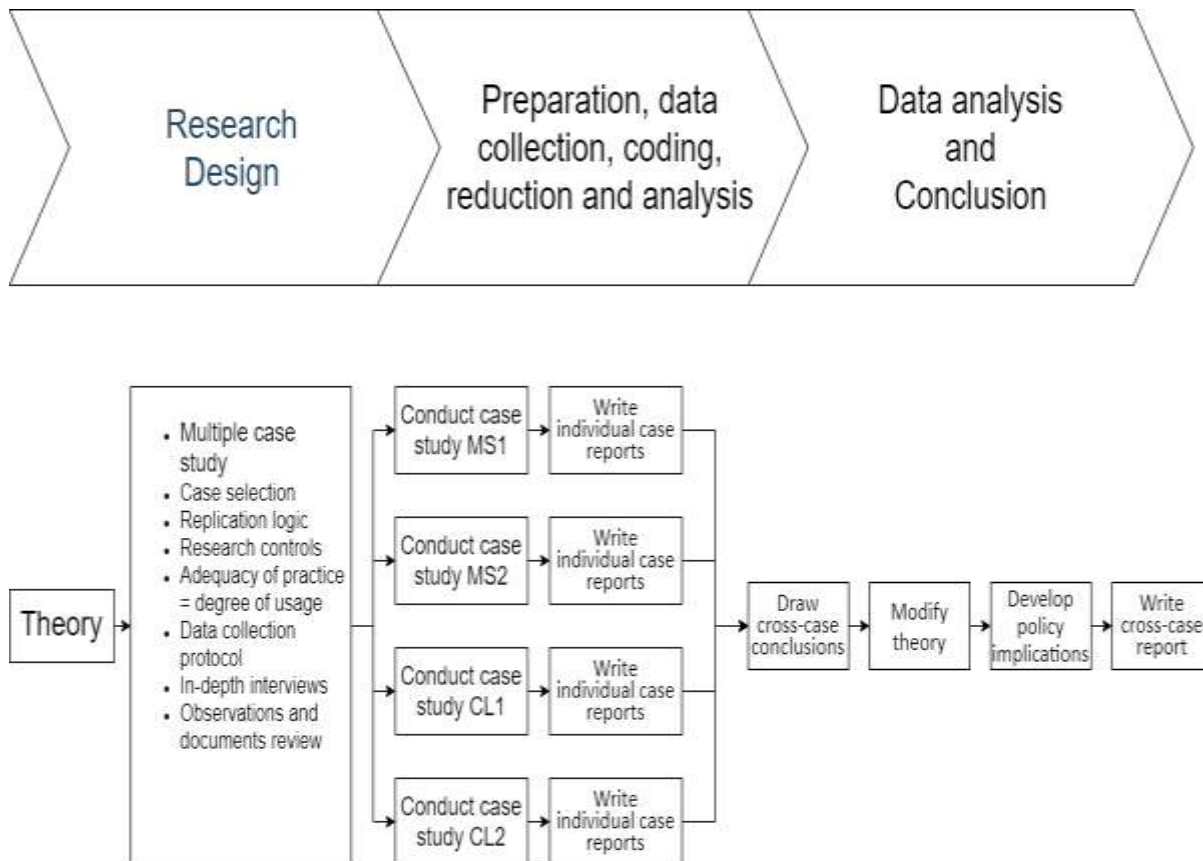 Research
Design
Preparation, data
collection, coding,
reduction and analysis
Data analysis
and
Conclusion
Theory
• Multiple case
study
• Case selection
• Replication logic
• Research controls
• Adequacy of practice
= degree of usage
• Data collection
protocol
• In-depth interviews
• Observations and
documents review
Conduct case
study MS1
Write
individual case
reports
Conduct case
study MS2
Write
individual case
reports
Conduct case
study CL1
Write
individual case
reports
Conduct case
study CL2
Write
individual case
reports
Draw
cross-case
conclusions
Modify
theory
Develop
policy
implications
Write
cross-case
report